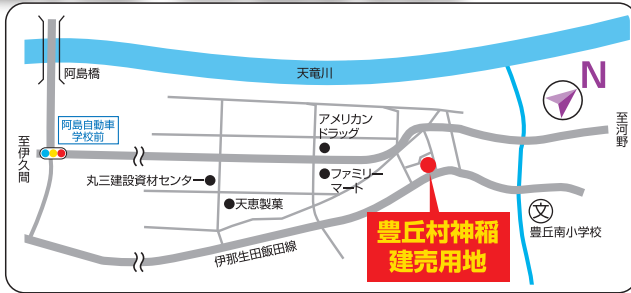 阿島橋
天竜川
N
阿島自動車
学校前
至伊久間
アメリカン
ドラッグ
至河野
丸三建設資材センター
ファミリー
マート
天恵製菓
文
豊丘南小学校
豊丘村神稲
建売用地
伊那生田飯田線